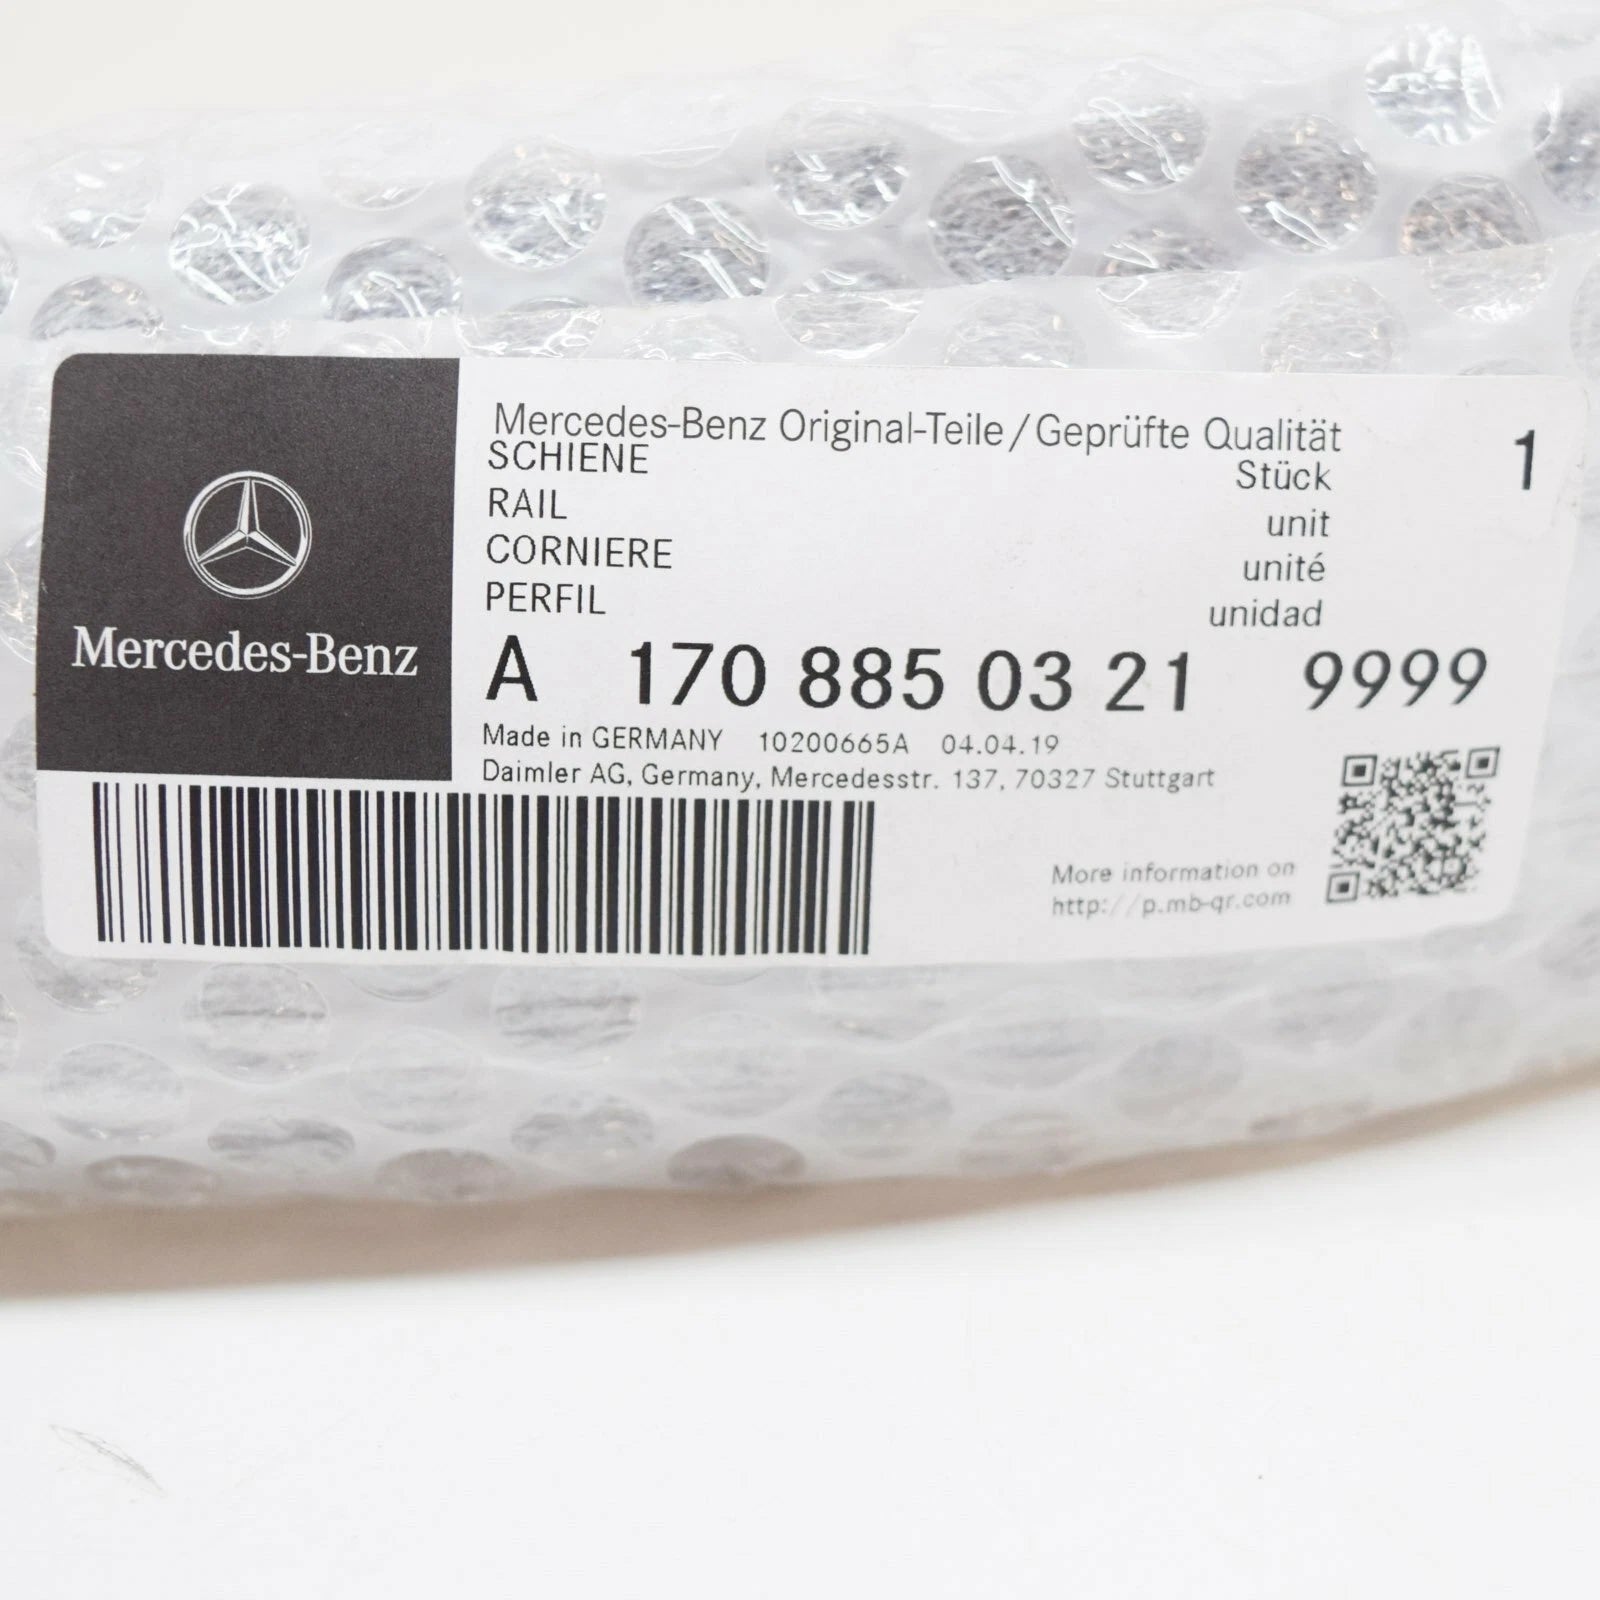 Mercedes-Benz
Mercedes-Benz Original-Teile/Geprüfte Qualität
SCHIENE Stück 1
RAIL unit
CORNIERE unité
PERFIL unidad
A 170 885 03 21 9999
Made in GERMANY 10200665A 04.04.19
Daimler AG, Germany, Mercedesstr. 137, 70327 Stuttgart
More information on
http://p.mb-qr.com